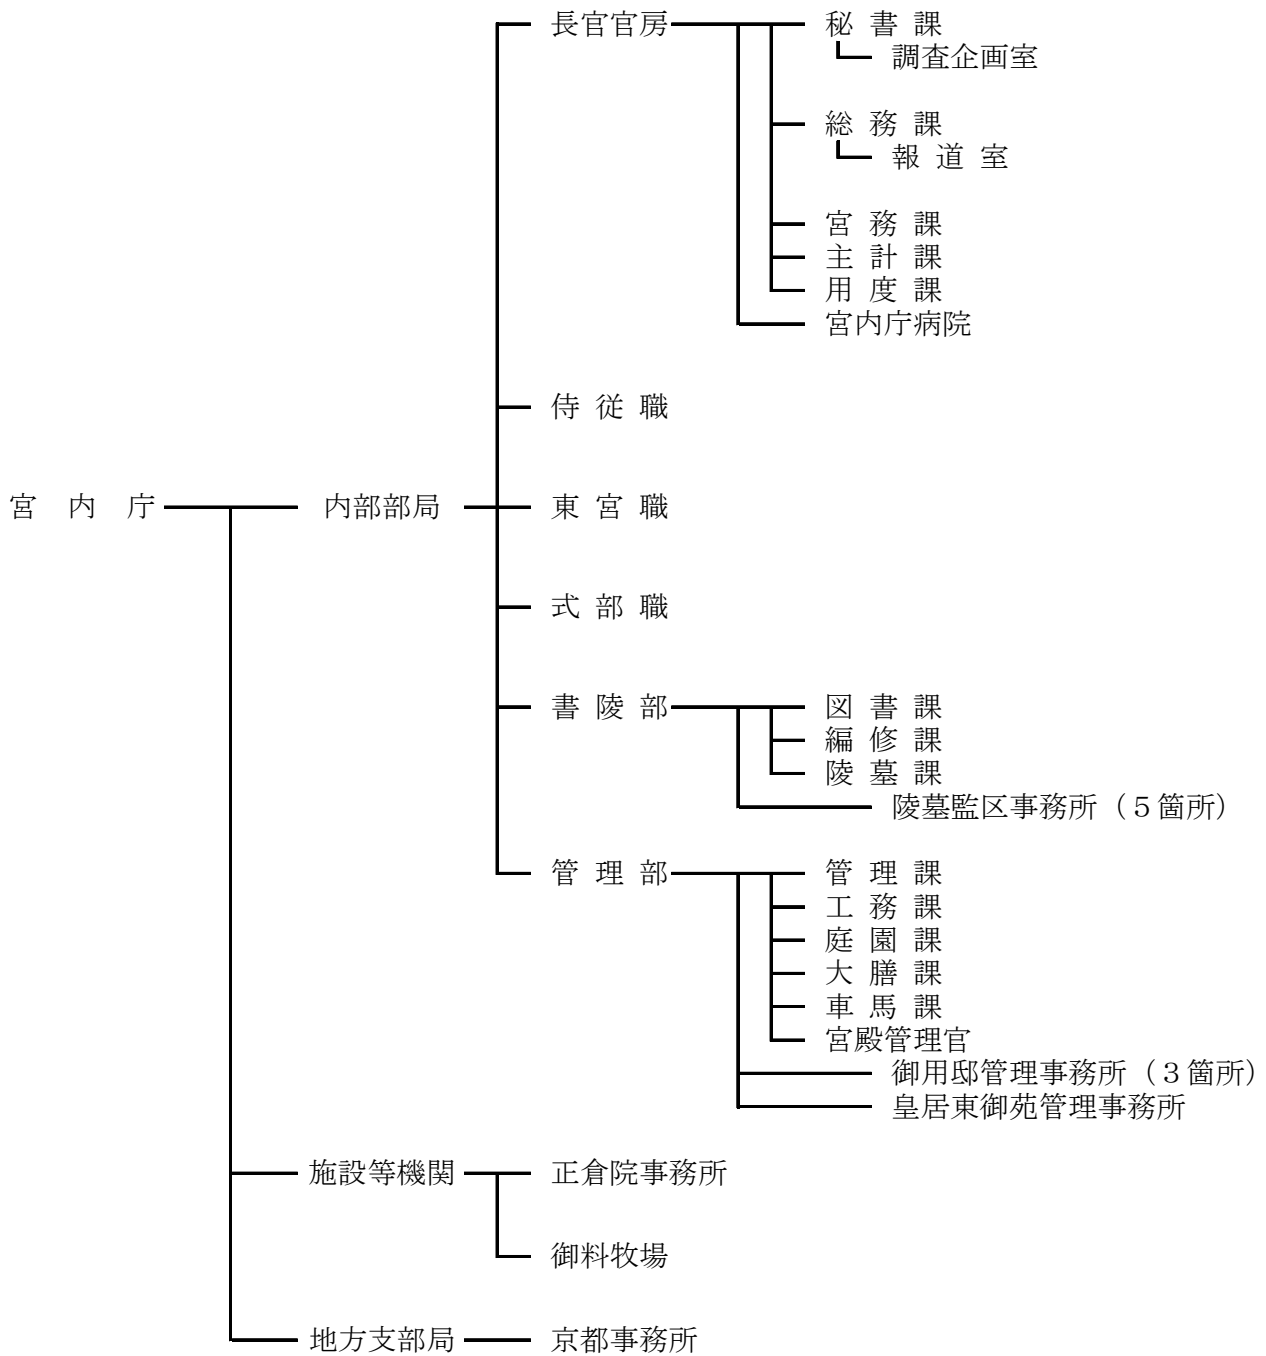 長官官房 秘書課
調査企画室
総務課
報道室
宮務課
主計課
用度課
宮内庁病院
侍従職
宮内庁 内部部局 東宮職
式部職
書陵部 図書課
編修課
陵墓課
陵墓監区事務所（５箇所）
管理部 管理課
工務課
庭園課
大膳課
車馬課
宮殿管理官
御用邸管理事務所（３箇所）
皇居東御苑管理事務所
施設等機関 正倉院事務所
御料牧場
地方支部局 京都事務所